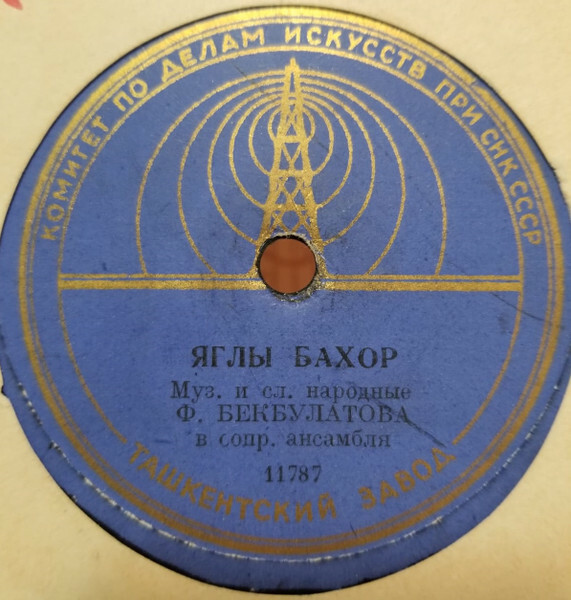 КОМИТЕТ ПО ДЕЛАМ ИСКУССТВ ПРИ СНК СССР
ЯГЛЫ БАХОР
Муз. и сл. народные
Ф. БЕКБУЛАТОВА
в сопр. ансамбля
11787
ТАШКЕНТСКИЙ ЗАВОД